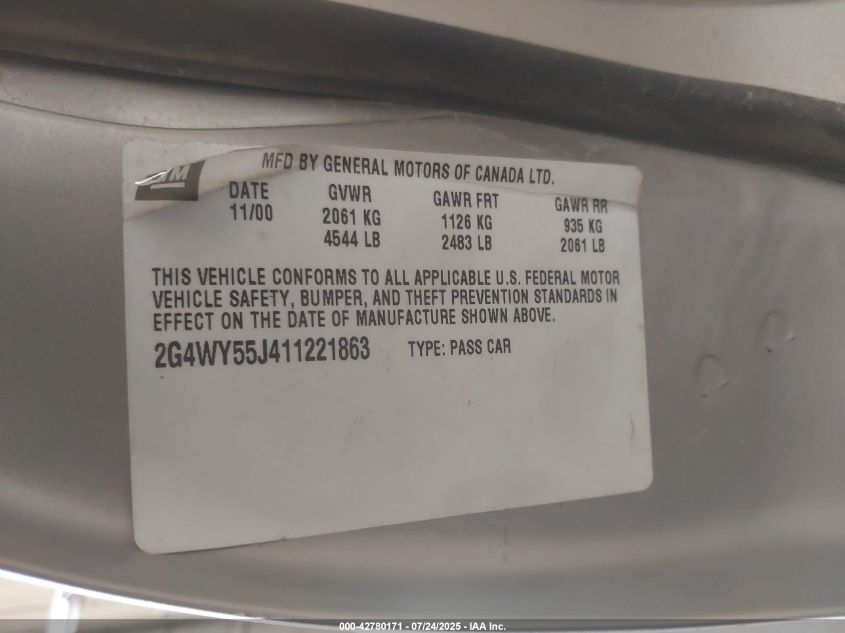 GM
MFD BY GENERAL MOTORS OF CANADA LTD.
DATE GVWR GAWR FRT GAWR RR
11/00 2061 KG 1126 KG 935 KG
4544 LB 2483 LB 2061 LB
THIS VEHICLE CONFORMS TO ALL APPLICABLE U.S. FEDERAL MOTOR
VEHICLE SAFETY, BUMPER, AND THEFT PREVENTION STANDARDS IN
EFFECT ON THE DATE OF MANUFACTURE SHOWN ABOVE.
2G4WY55J411221863 TYPE: PASS CAR
000-42780171 - 07/24/2025 - IAA Inc.